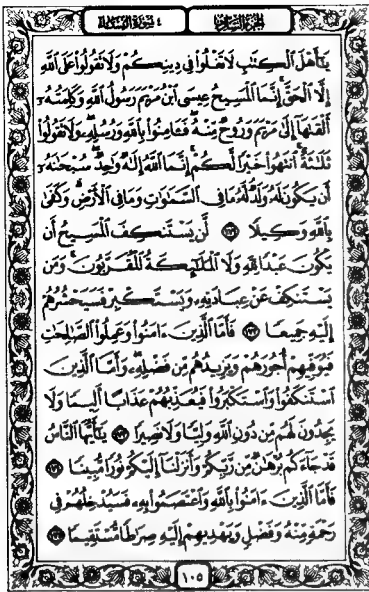 الجزء السادس
٤ سورة النساء
يَٰٓأَهْلَ ٱلْكِتَٰبِ لَا تَغْلُوا۟ فِى دِينِكُمْ وَلَا تَقُولُوا۟ عَلَى ٱللَّهِ
إِلَّا ٱلْحَقَّ ۚ إِنَّمَا ٱلْمَسِيحُ عِيسَى ٱبْنُ مَرْيَمَ رَسُولُ ٱللَّهِ وَكَلِمَتُهُۥٓ
أَلْقَىٰهَآ إِلَىٰ مَرْيَمَ وَرُوحٌ مِّنْهُ ۖ فَـَٔامِنُوا۟ بِٱللَّهِ وَرُسُلِهِۦ ۖ وَلَا تَقُولُوا۟
ثَلَٰثَةٌ ۚ ٱنتَهُوا۟ خَيْرًا لَّكُمْ ۚ إِنَّمَا ٱللَّهُ إِلَٰهٌ وَٰحِدٌ ۖ سُبْحَٰنَهُۥٓ
أَن يَكُونَ لَهُۥ وَلَدٌ ۘ لَّهُۥ مَا فِى ٱلسَّمَٰوَٰتِ وَمَا فِى ٱلْأَرْضِ ۗ وَكَفَىٰ
بِٱللَّهِ وَكِيلًا ١٧١ لَّن يَسْتَنكِفَ ٱلْمَسِيحُ أَن
يَكُونَ عَبْدًا لِّلَّهِ وَلَا ٱلْمَلَٰٓئِكَةُ ٱلْمُقَرَّبُونَ ۚ وَمَن
يَسْتَنكِفْ عَنْ عِبَادَتِهِۦ وَيَسْتَكْبِرْ فَسَيَحْشُرُهُمْ
إِلَيْهِ جَمِيعًا ١٧٢ فَأَمَّا ٱلَّذِينَ ءَامَنُوا۟ وَعَمِلُوا۟ ٱلصَّٰلِحَٰتِ
فَيُوَفِّيهِمْ أُجُورَهُمْ وَيَزِيدُهُم مِّن فَضْلِهِۦ ۖ وَأَمَّا ٱلَّذِينَ
ٱسْتَنكَفُوا۟ وَٱسْتَكْبَرُوا۟ فَيُعَذِّبُهُمْ عَذَابًا أَلِيمًا وَلَا
يَجِدُونَ لَهُم مِّن دُونِ ٱللَّهِ وَلِيًّا وَلَا نَصِيرًا ١٧٣ يَٰٓأَيُّهَا ٱلنَّاسُ
قَدْ جَآءَكُم بُرْهَٰنٌ مِّن رَّبِّكُمْ وَأَنزَلْنَآ إِلَيْكُمْ نُورًا مُّبِينًا ١٧٤
فَأَمَّا ٱلَّذِينَ ءَامَنُوا۟ بِٱللَّهِ وَٱعْتَصَمُوا۟ بِهِۦ فَسَيُدْخِلُهُمْ فِى
رَحْمَةٍ مِّنْهُ وَفَضْلٍ وَيَهْدِيهِمْ إِلَيْهِ صِرَٰطًا مُّسْتَقِيمًا ١٧٥
١٠٥